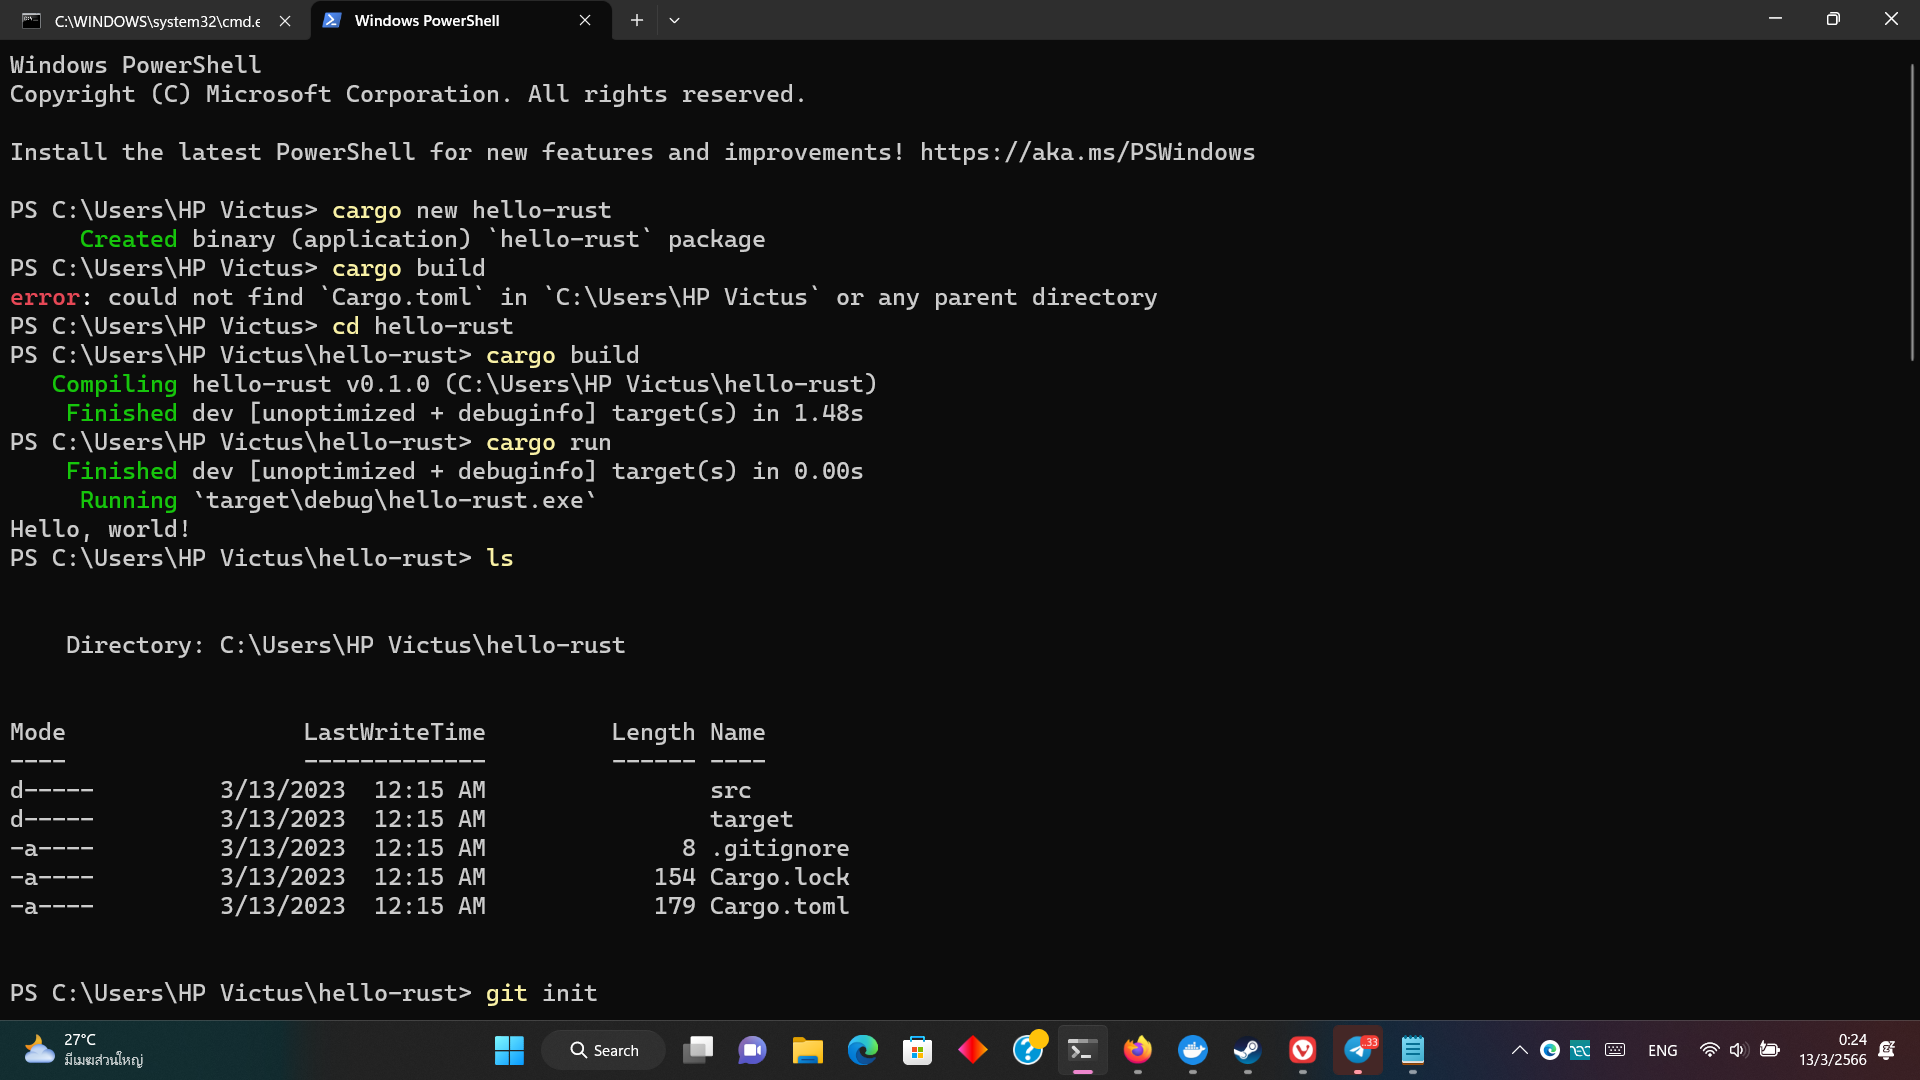 C:\WINDOWS\system32\cmd.e
Windows PowerShell
Windows PowerShell
Copyright (C) Microsoft Corporation. All rights reserved.
Install the latest PowerShell for new features and improvements! https://aka.ms/PSWindows
PS C:\Users\HP Victus> cargo new hello-rust
Created binary (application) `hello-rust` package
PS C:\Users\HP Victus> cargo build
error: could not find `Cargo.toml` in `C:\Users\HP Victus` or any parent directory
PS C:\Users\HP Victus> cd hello-rust
PS C:\Users\HP Victus\hello-rust> cargo build
Compiling hello-rust v0.1.0 (C:\Users\HP Victus\hello-rust)
Finished dev [unoptimized + debuginfo] target(s) in 1.48s
PS C:\Users\HP Victus\hello-rust> cargo run
Finished dev [unoptimized + debuginfo] target(s) in 0.00s
Running `target\debug\hello-rust.exe`
Hello, world!
PS C:\Users\HP Victus\hello-rust> ls
Directory: C:\Users\HP Victus\hello-rust
Mode LastWriteTime Length Name
---- ------------- ------ ----
d----- 3/13/2023 12:15 AM src
d----- 3/13/2023 12:15 AM target
-a---- 3/13/2023 12:15 AM 8 .gitignore
-a---- 3/13/2023 12:15 AM 154 Cargo.lock
-a---- 3/13/2023 12:15 AM 179 Cargo.toml
PS C:\Users\HP Victus\hello-rust> git init
27°C
มีเมฆส่วนใหญ่
Search
..33
ENG
0:24
13/3/2566